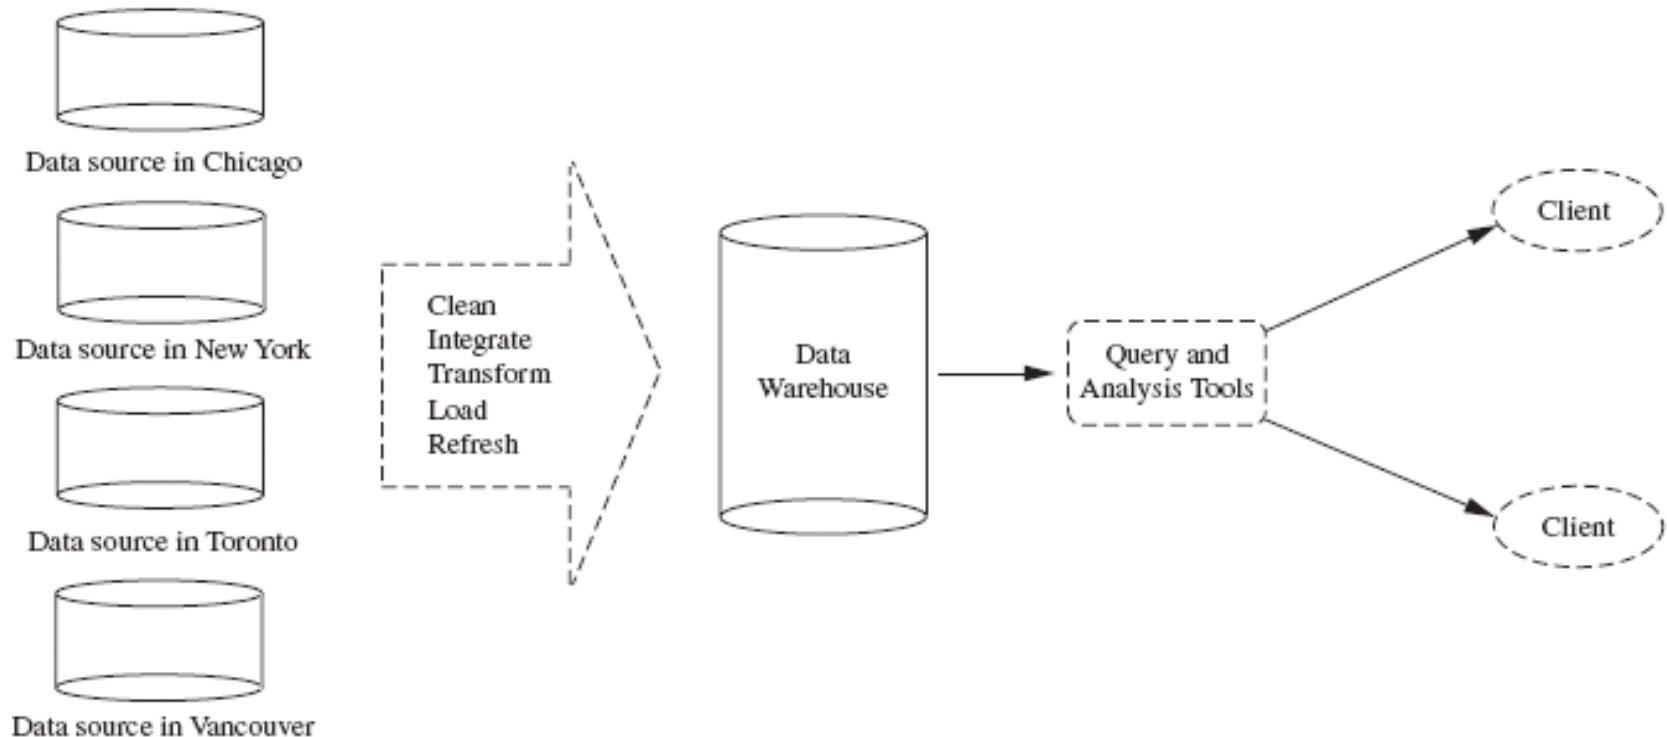 Data source in Chicago
Data source in New York
Data source in Toronto
Data source in Vancouver
Clean
Integrate
Transform
Load
Refresh
Data
Warehouse
Query and
Analysis Tools
Client
Client